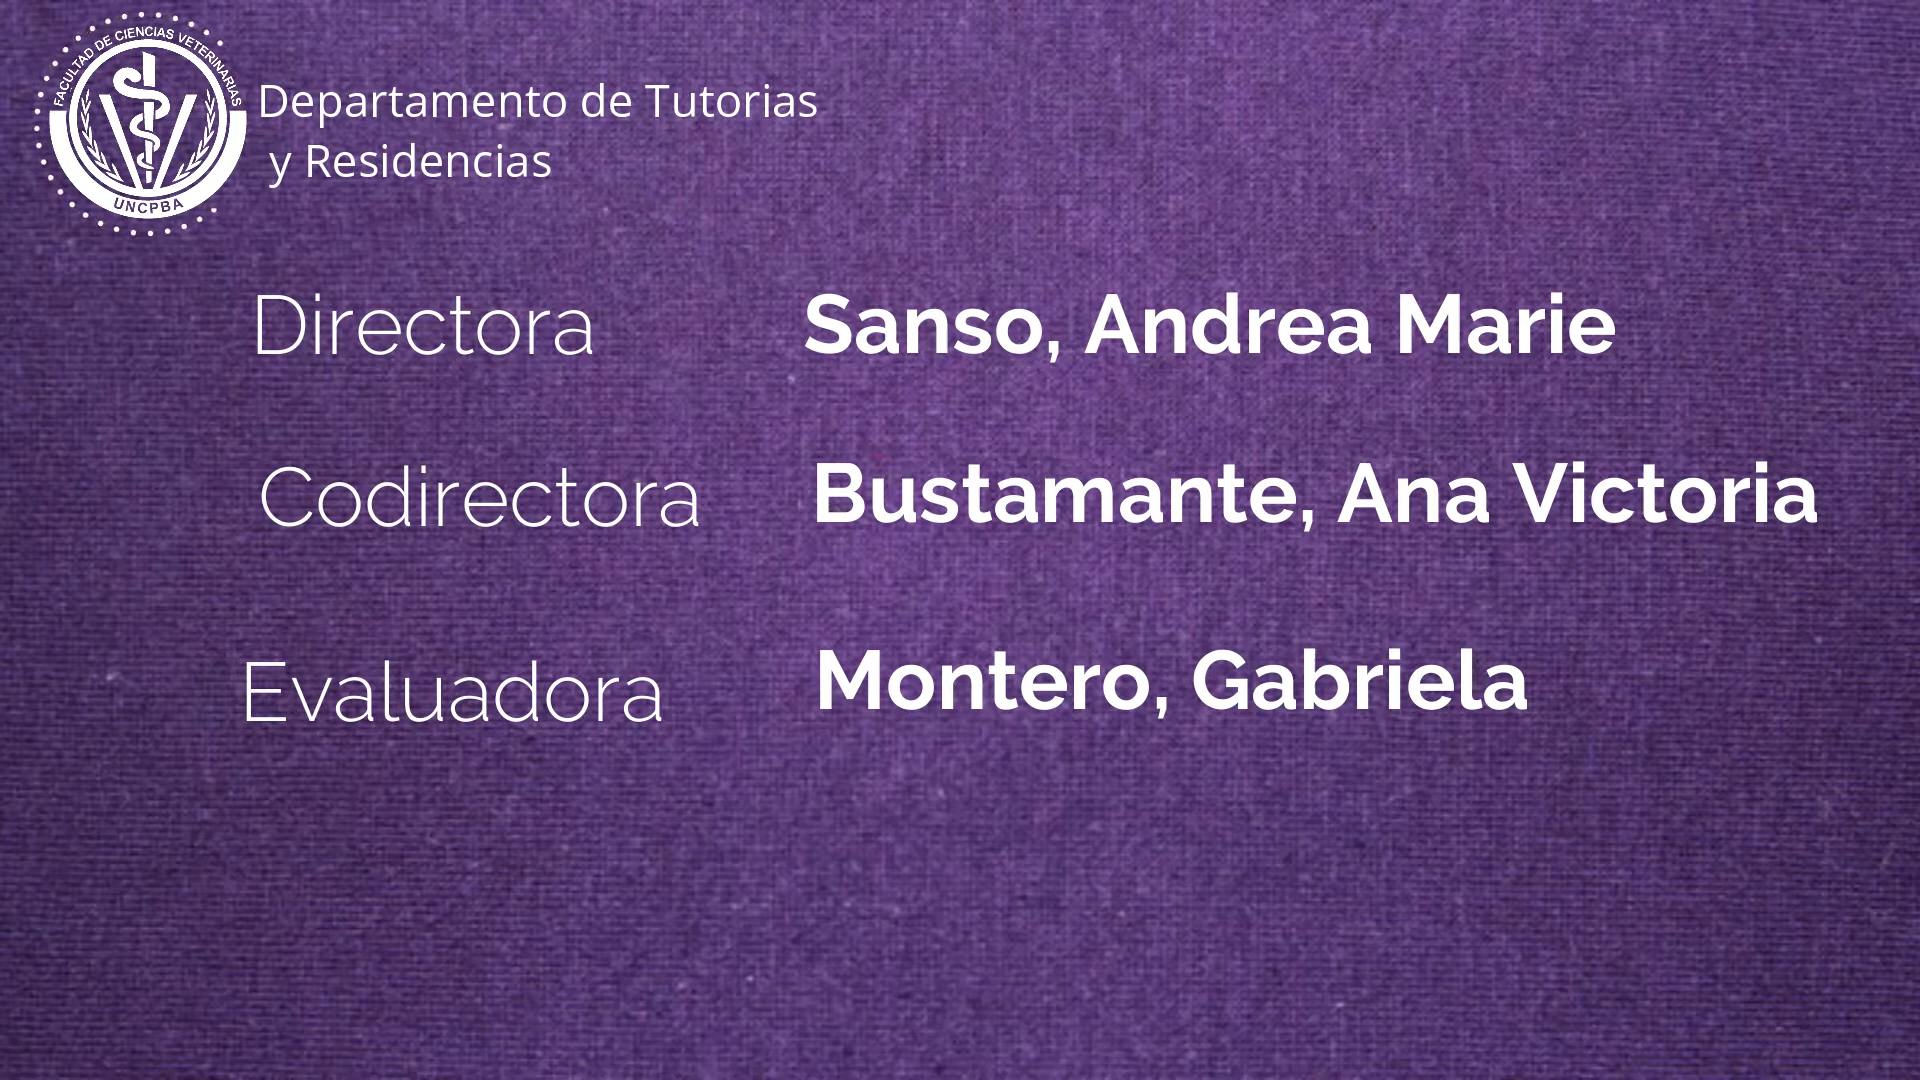 FACULTAD DE CIENCIAS VETERINARIAS
UNCPBA
Departamento de Tutorias
y Residencias
Directora Sanso, Andrea Marie
Codirectora Bustamante, Ana Victoria
Evaluadora Montero, Gabriela